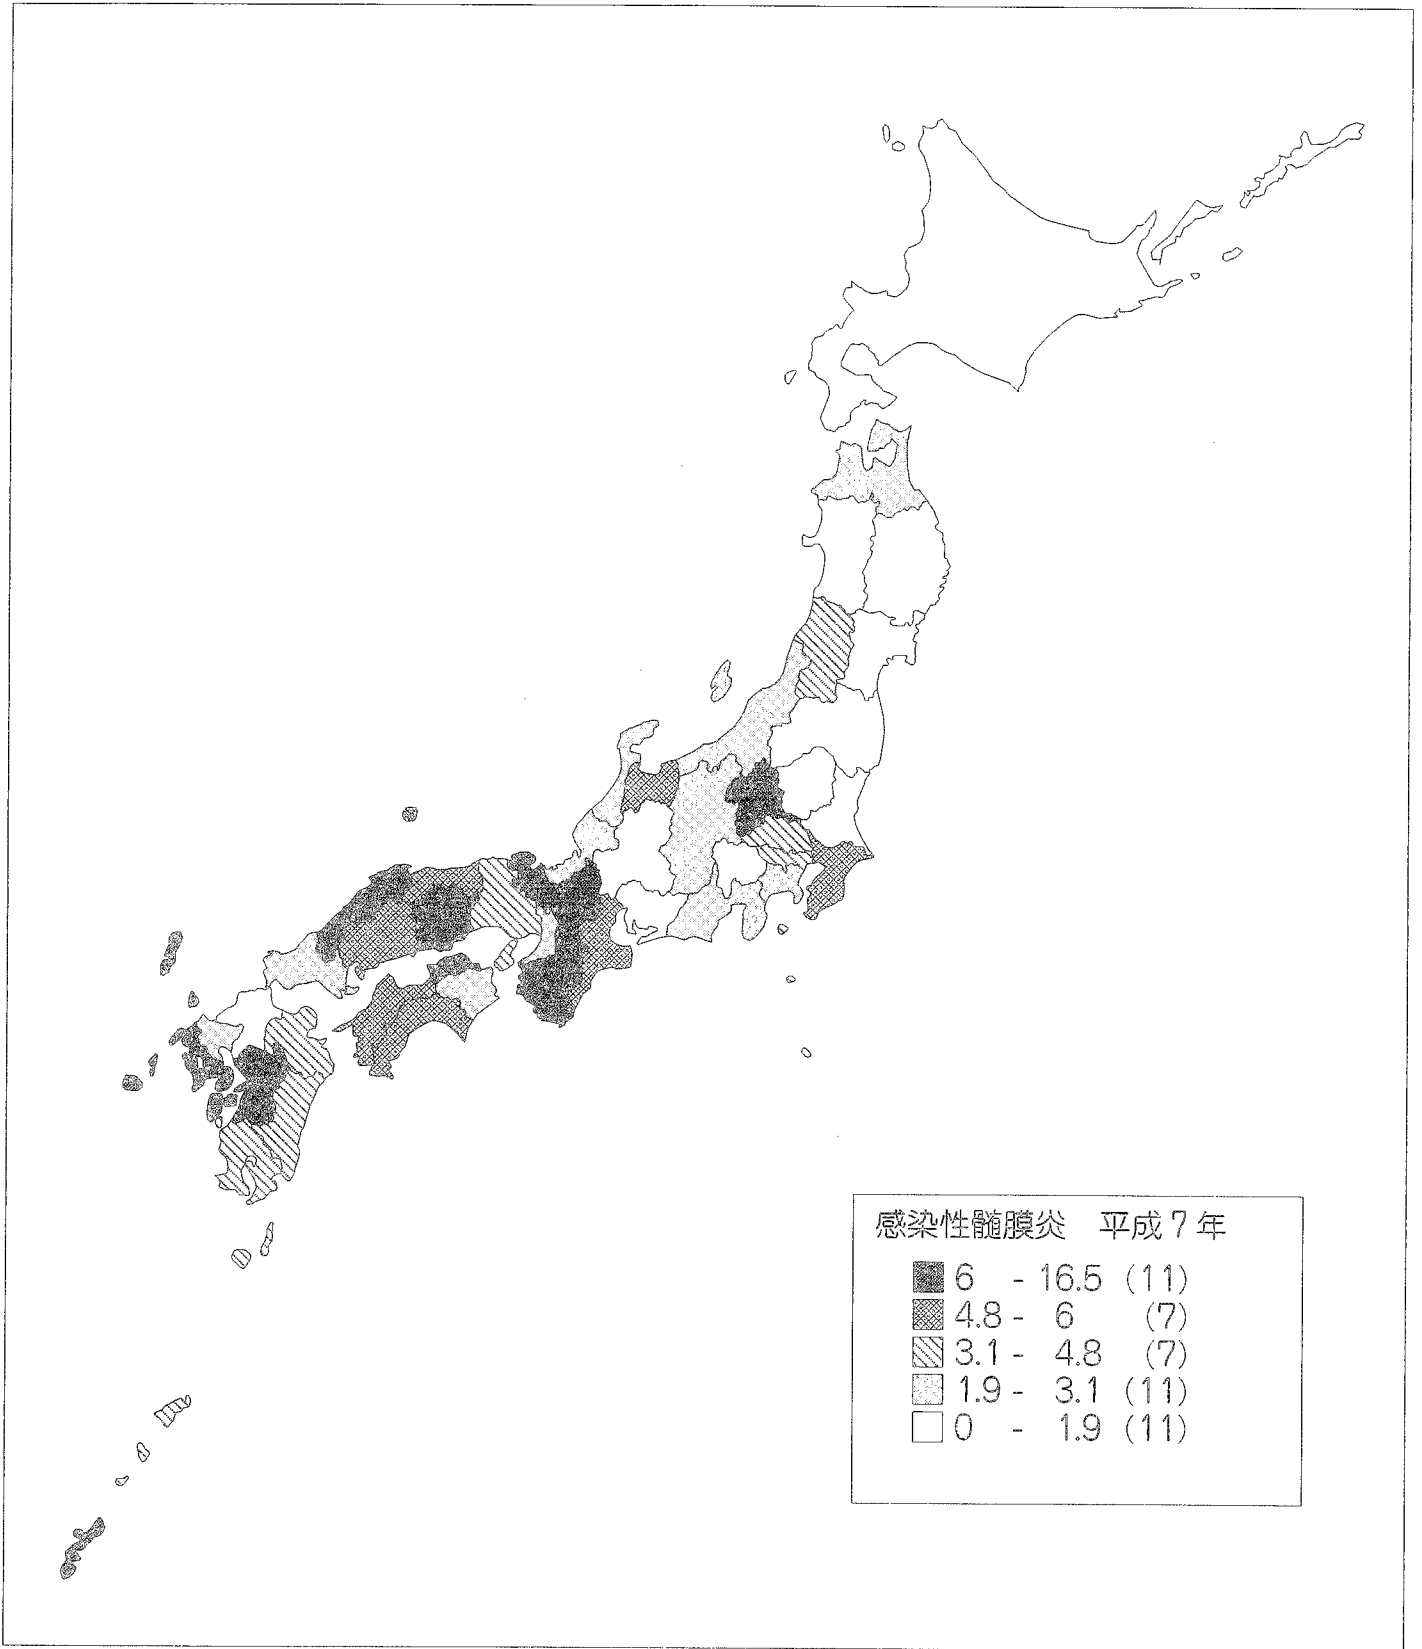 感染性髄膜炎 平成7年
6 - 16.5 (11)
4.8 - 6 (7)
3.1 - 4.8 (7)
1.9 - 3.1 (11)
0 - 1.9 (11)